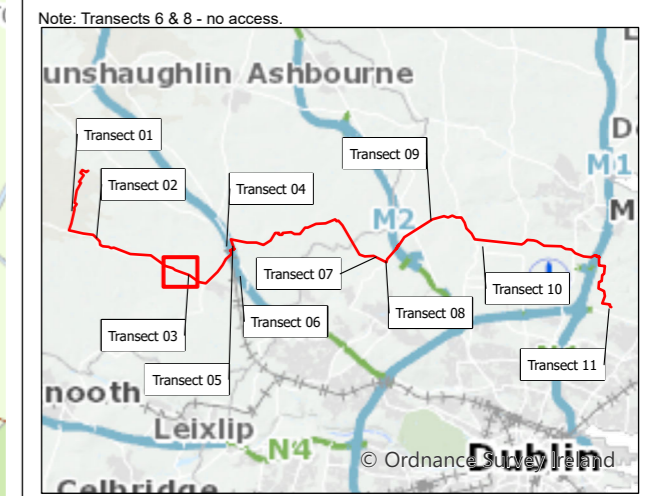 Note: Transects 6 & 8 - no access.
unshaughlin Ashbourne
Transect 01
Transect 09
M1
Transect 02
Transect 04
M
M2
Transect 07
Transect 10
Transect 08
Transect 06
Transect 03
Transect 11
Transect 05
nooth
Leixlip
N4
© Ordnance Survey Ireland
Dublin
Celbridge